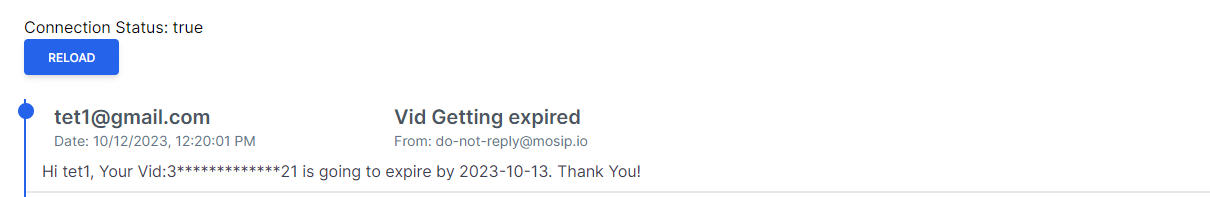 Connection Status: true
RELOAD
tet1@gmail.com
Vid Getting expired
Date: 10/12/2023, 12:20:01 PM
From: do-not-reply@mosip.io
Hi tet1, Your Vid:3*************21 is going to expire by 2023-10-13. Thank You!